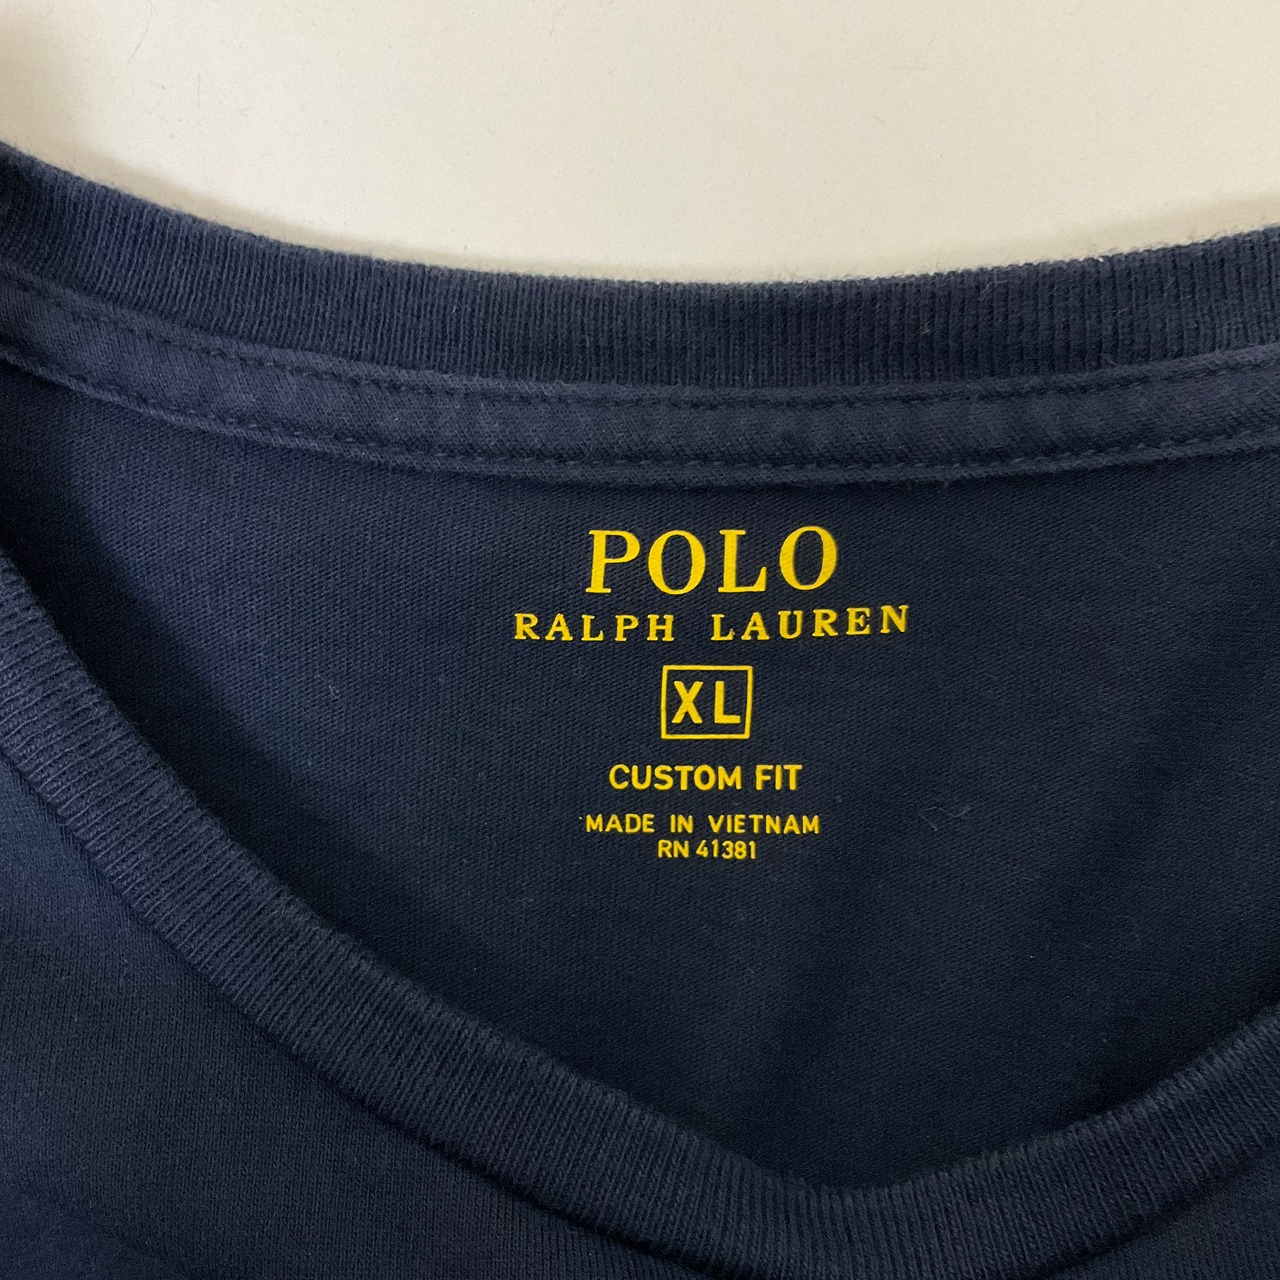 POLO
RALPH LAUREN
XL
CUSTOM FIT
MADE IN VIETNAM
RN 41381